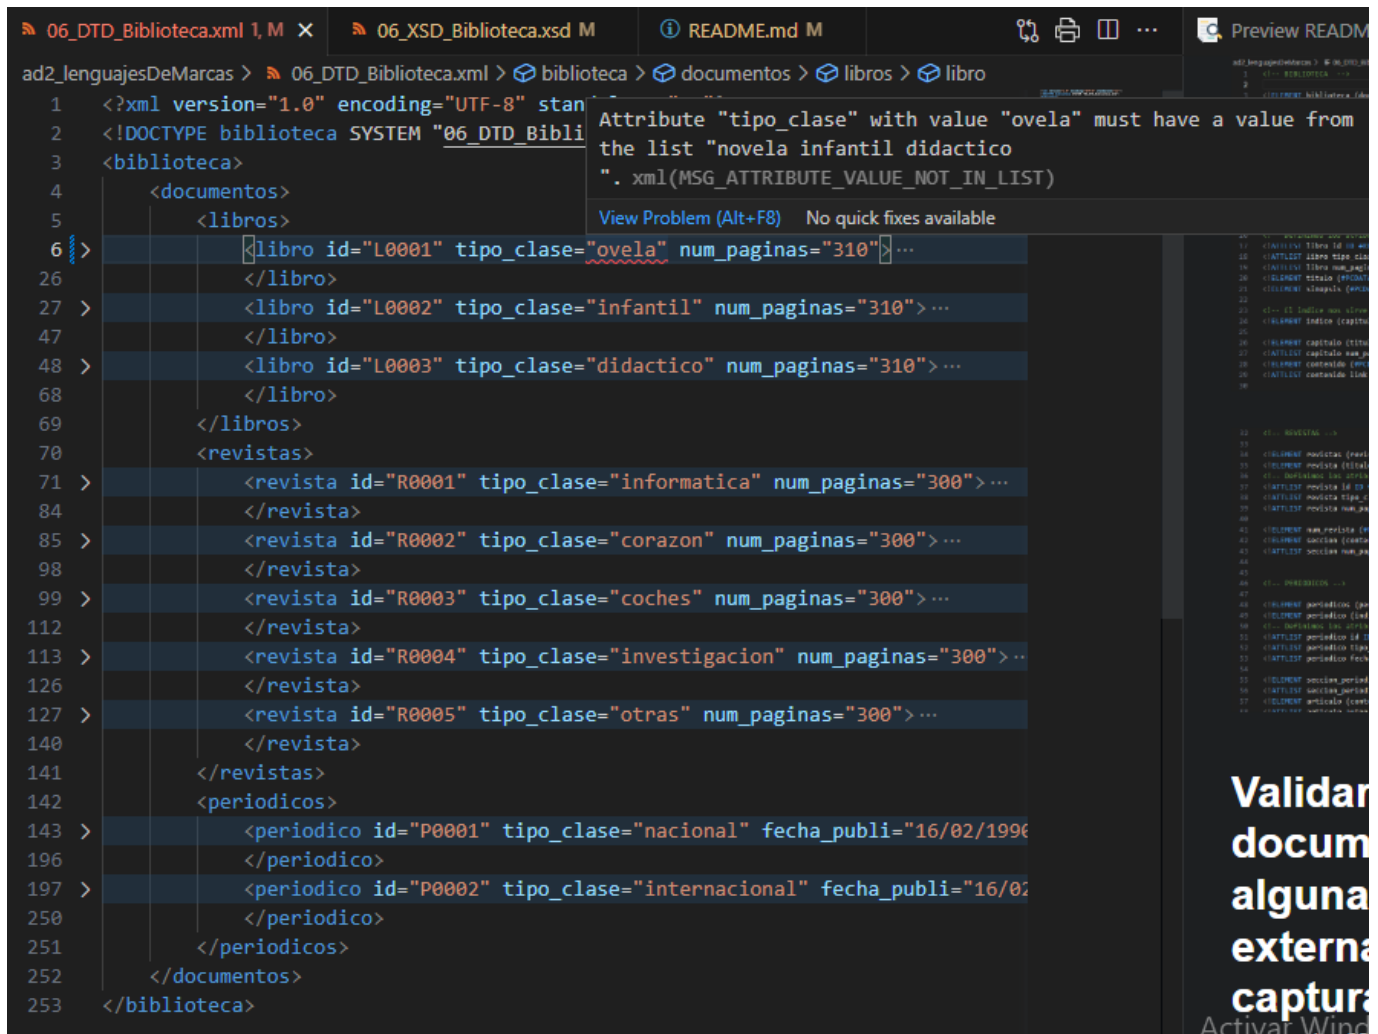 06_DTD_Biblioteca.xml 1, M
06_XSD_Biblioteca.xsd M
README.md M
Preview READM
ad2_lenguajesDeMarcas > 06_DTD_Biblioteca.xml > biblioteca > documentos > libros > libro
1 <?xml version="1.0" encoding="UTF-8" stan
2 <!DOCTYPE biblioteca SYSTEM "06_DTD_Bibli
Attribute "tipo_clase" with value "ovela" must have a value from
the list "novela infantil didactico
". xml(MSG_ATTRIBUTE_VALUE_NOT_IN_LIST)
View Problem (Alt+F8) No quick fixes available
3 <biblioteca>
4 <documentos>
5 <libros>
6 <libro id="L0001" tipo_clase="ovela" num_paginas="310">…
26 </libro>
27 <libro id="L0002" tipo_clase="infantil" num_paginas="310">…
47 </libro>
48 <libro id="L0003" tipo_clase="didactico" num_paginas="310">…
68 </libro>
69 </libros>
70 <revistas>
71 <revista id="R0001" tipo_clase="informatica" num_paginas="300">…
84 </revista>
85 <revista id="R0002" tipo_clase="corazon" num_paginas="300">…
98 </revista>
99 <revista id="R0003" tipo_clase="coches" num_paginas="300">…
112 </revista>
113 <revista id="R0004" tipo_clase="investigacion" num_paginas="300">…
126 </revista>
127 <revista id="R0005" tipo_clase="otras" num_paginas="300">…
140 </revista>
141 </revistas>
142 <periodicos>
143 <periodico id="P0001" tipo_clase="nacional" fecha_publi="16/02/1990
196 </periodico>
197 <periodico id="P0002" tipo_clase="internacional" fecha_publi="16/02
250 </periodico>
251 </periodicos>
252 </documentos>
253 </biblioteca>
Validar
docum
alguna
externa
captura
Activar Wind